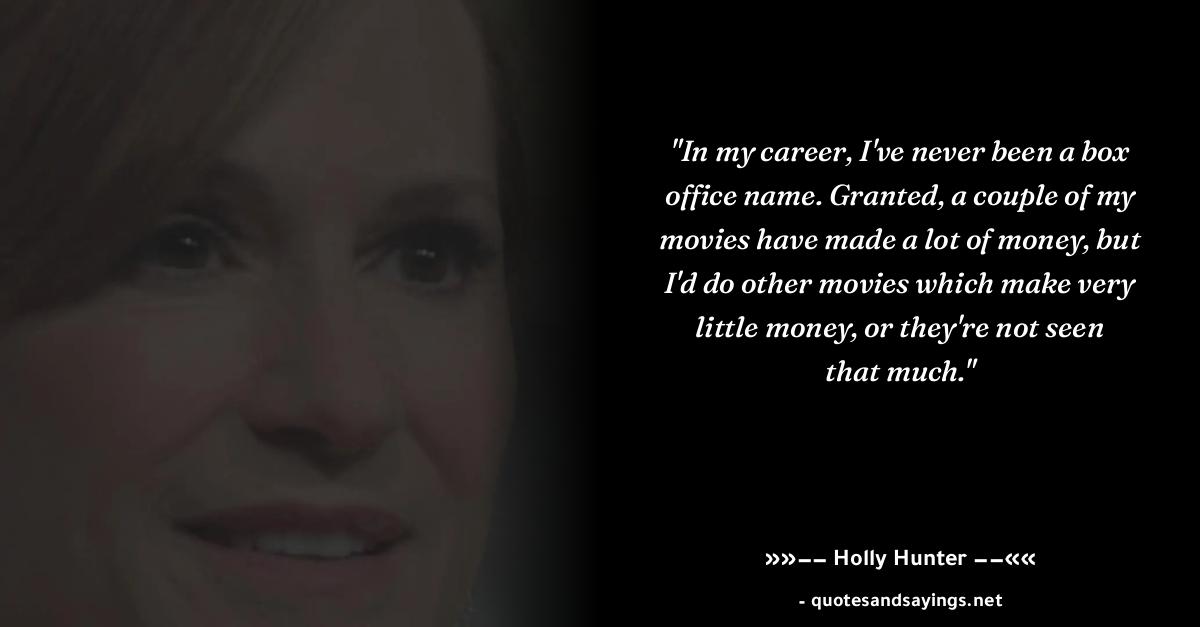 "In my career, I've never been a box
office name. Granted, a couple of my
movies have made a lot of money, but
I'd do other movies which make very
little money, or they're not seen
that much."
»»–– Holly Hunter ––««
- quotesandsayings.net